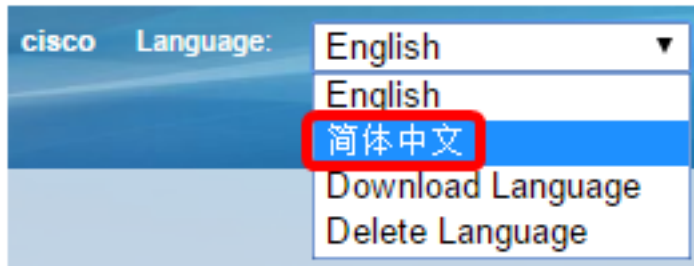 cisco Language: English
English
简体中文
Download Language
Delete Language